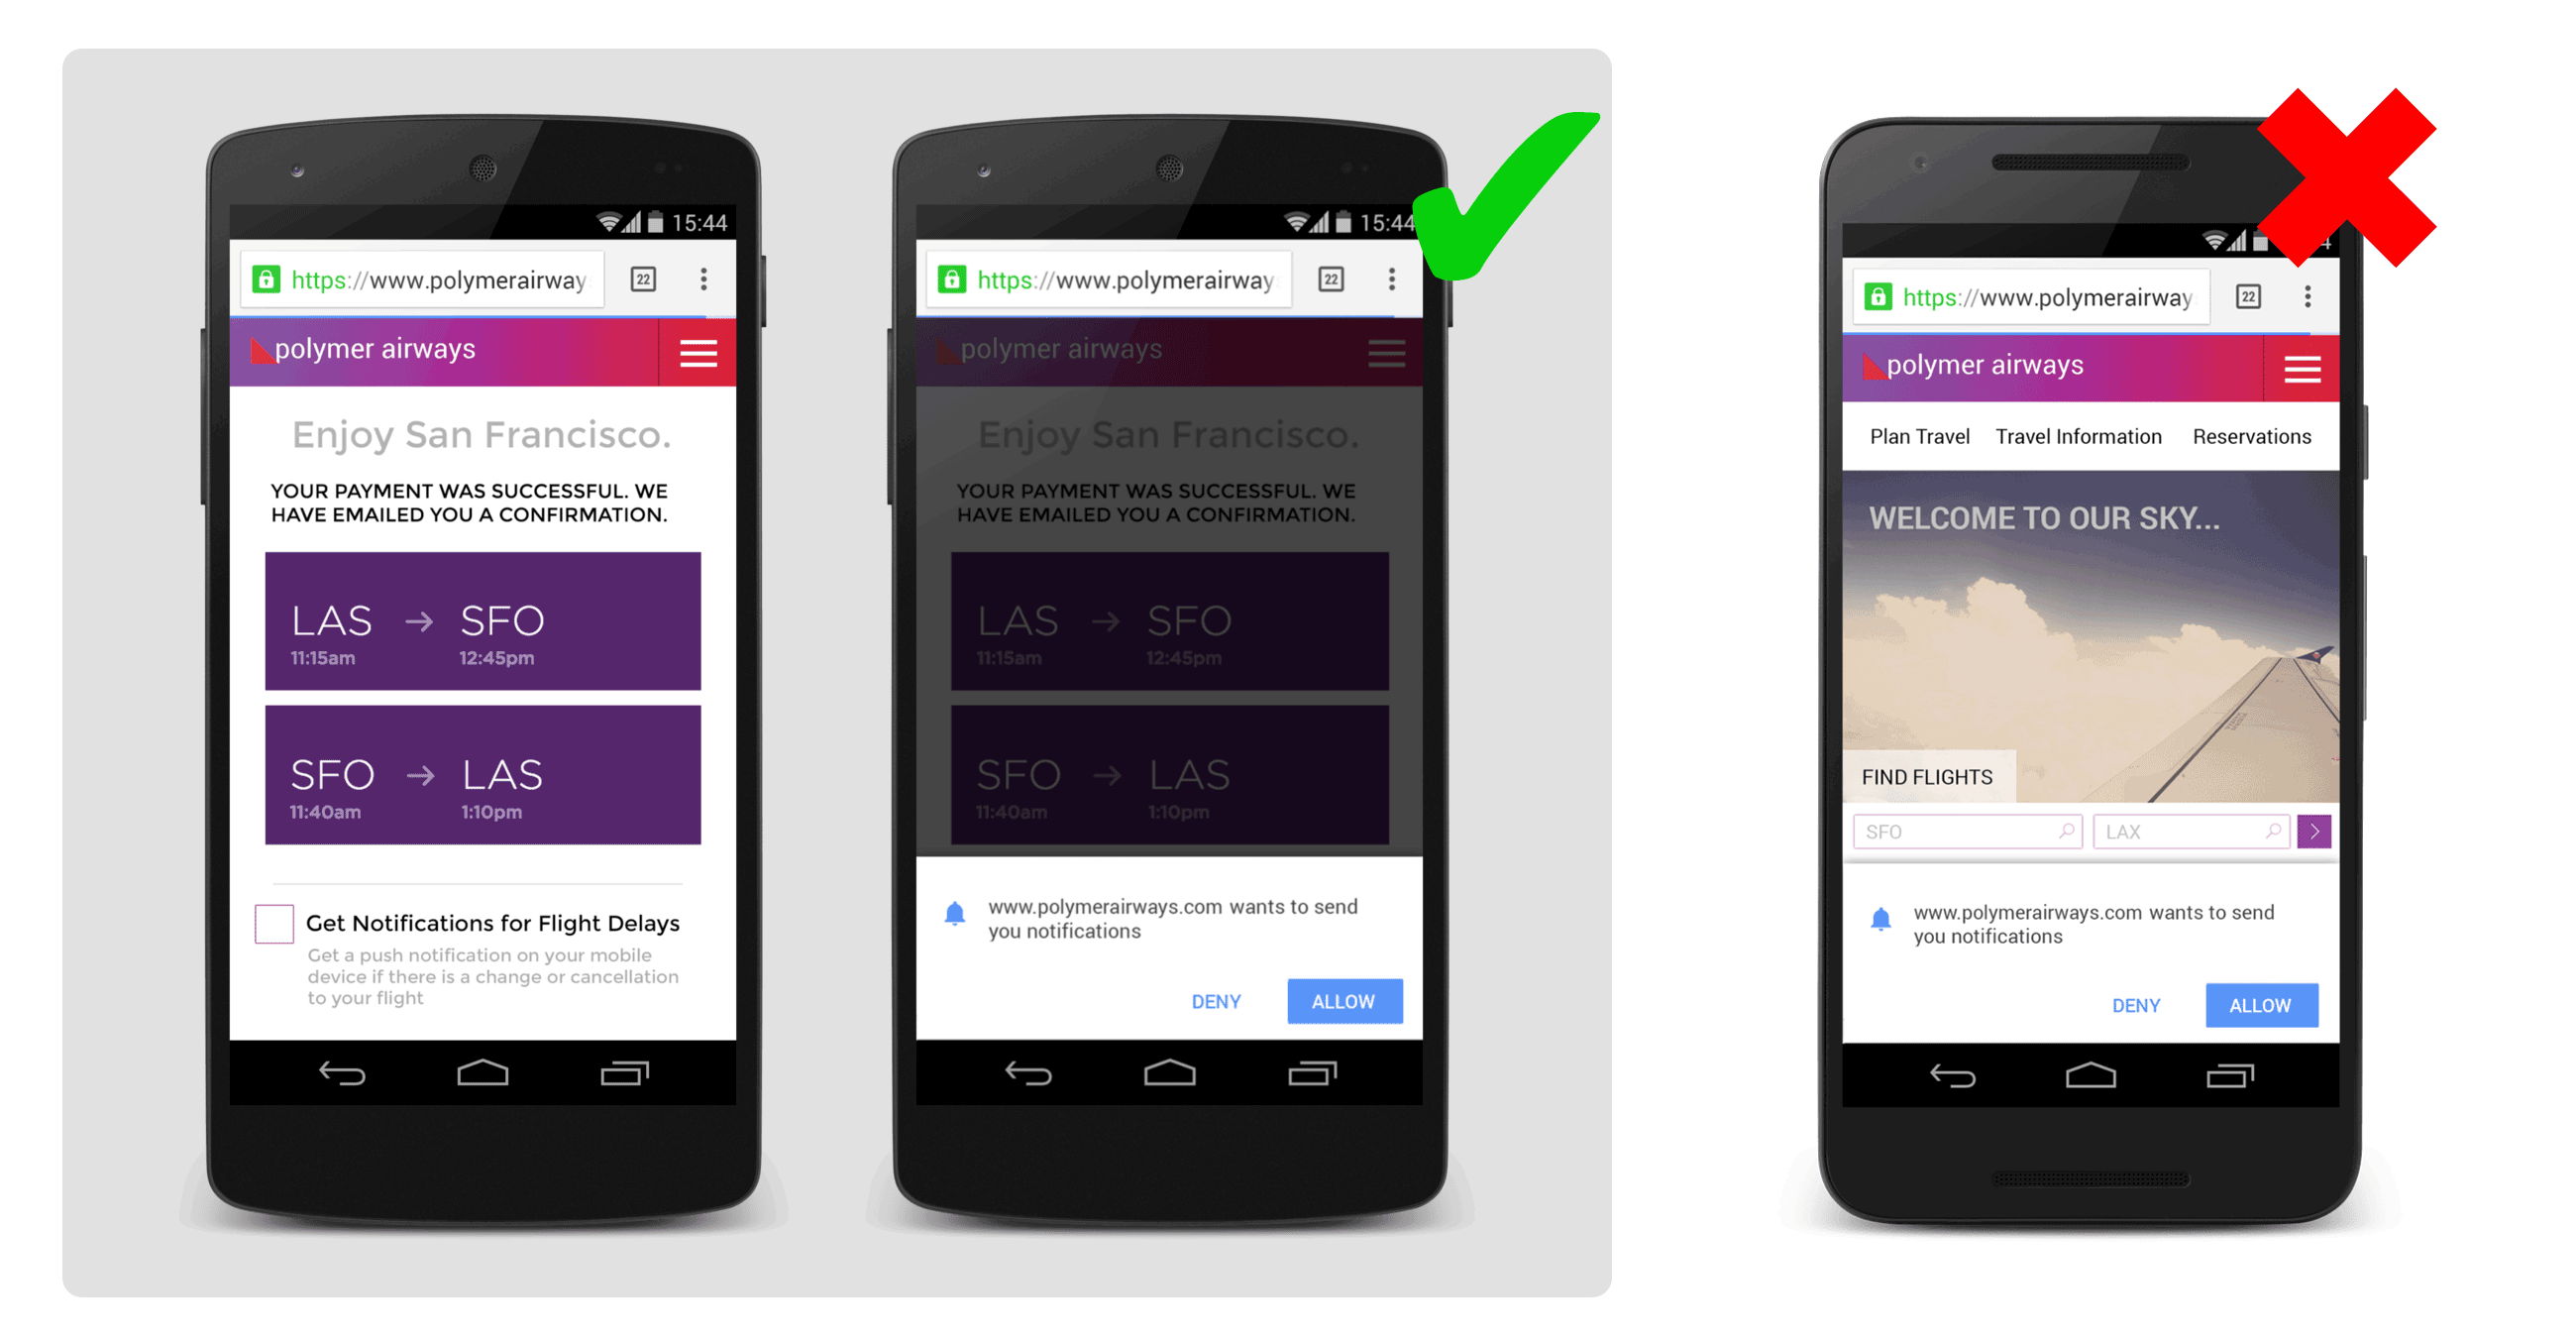 15:44
https://www.polymerairway
22
polymer airways
Enjoy San Francisco.
YOUR PAYMENT WAS SUCCESSFUL. WE
HAVE EMAILED YOU A CONFIRMATION.
LAS → SFO
11:15am 12:45pm
SFO → LAS
11:40am 1:10pm
Get Notifications for Flight Delays
Get a push notification on your mobile
device if there is a change or cancellation
to your flight
15:44
https://www.polymerairway
22
polymer airways
Enjoy San Francisco.
YOUR PAYMENT WAS SUCCESSFUL. WE
HAVE EMAILED YOU A CONFIRMATION.
LAS → SFO
11:15am 12:45pm
SFO → LAS
11:40am 1:10pm
www.polymerairways.com wants to send
you notifications
DENY ALLOW
4
https://www.polymerairway
22
polymer airways
Plan Travel Travel Information Reservations
WELCOME TO OUR SKY...
FIND FLIGHTS
SFO LAX
www.polymerairways.com wants to send
you notifications
DENY ALLOW